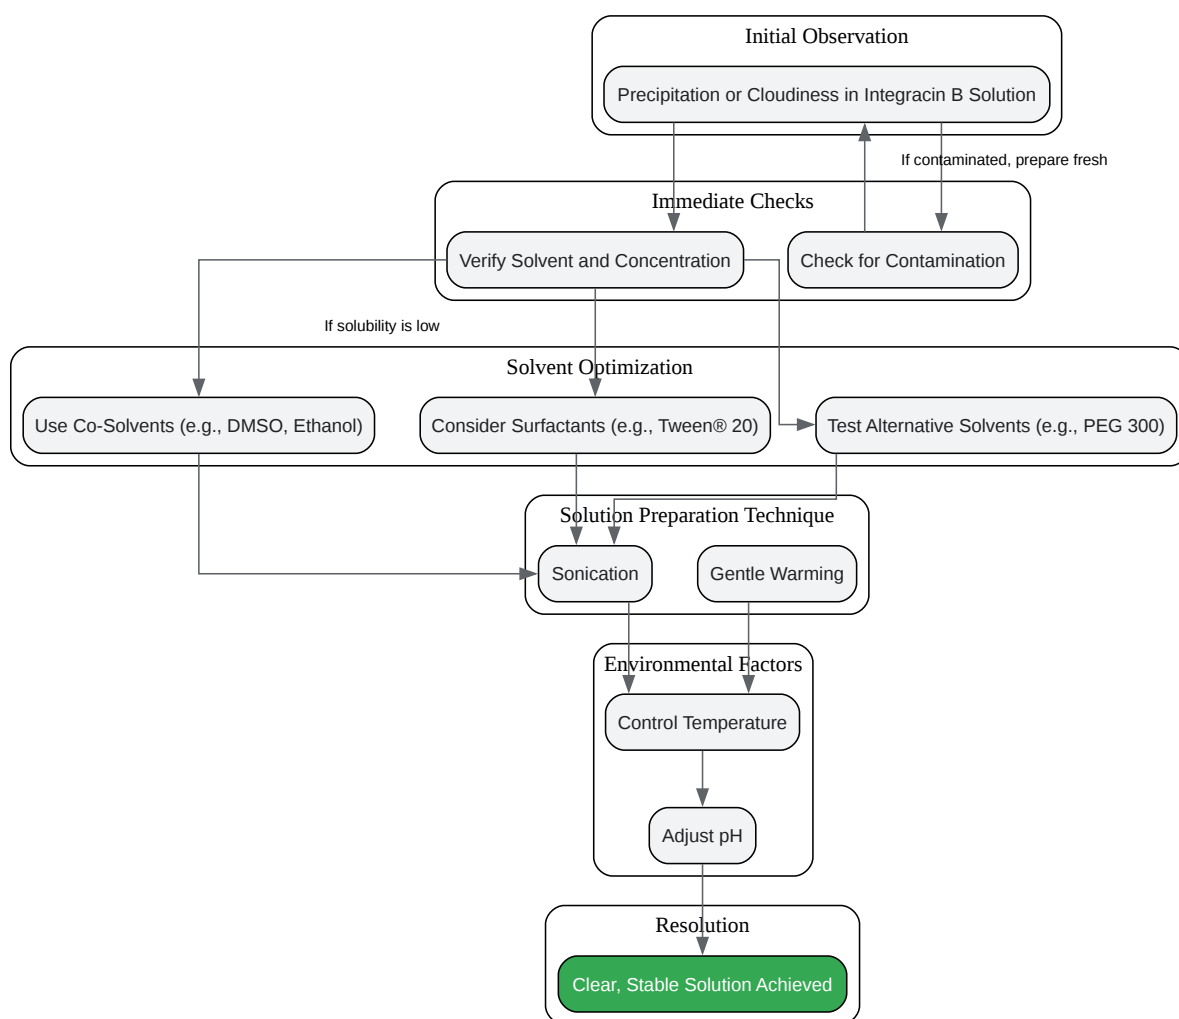 Initial Observation
Precipitation or Cloudiness in Integracin B Solution
If contaminated, prepare fresh
Immediate Checks
Verify Solvent and Concentration
Check for Contamination
If solubility is low
Solvent Optimization
Use Co-Solvents (e.g., DMSO, Ethanol)
Consider Surfactants (e.g., Tween® 20)
Test Alternative Solvents (e.g., PEG 300)
Solution Preparation Technique
Sonication
Gentle Warming
Environmental Factors
Control Temperature
Adjust pH
Resolution
Clear, Stable Solution Achieved